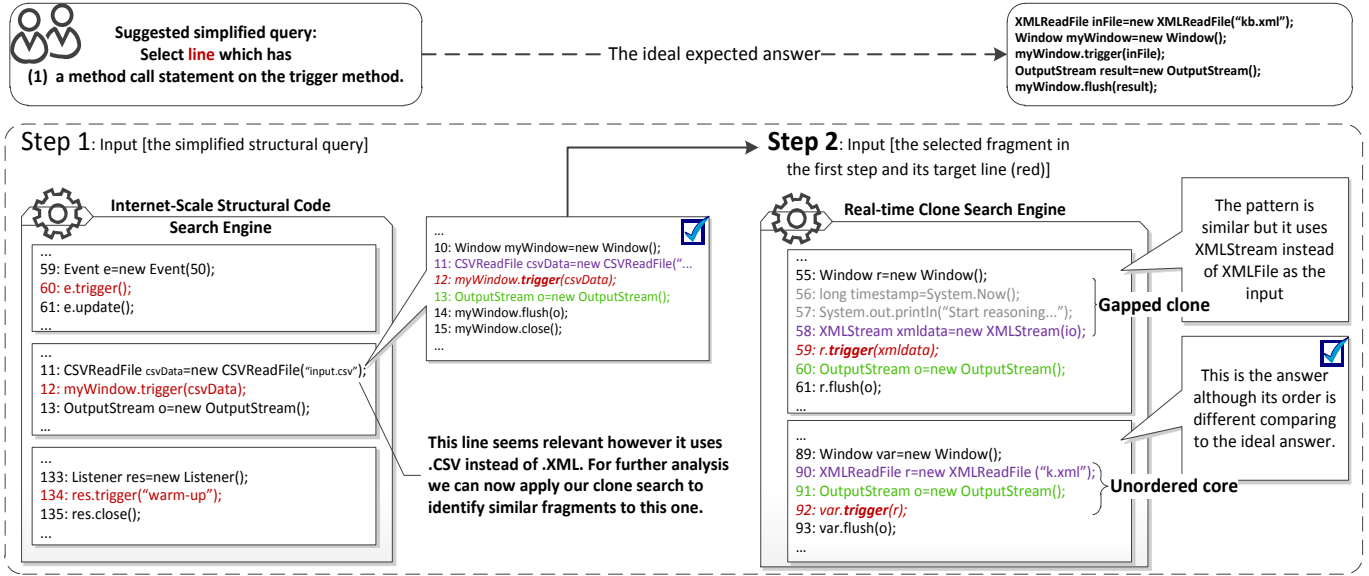 Suggested simplified query:
Select line which has
(1) a method call statement on the trigger method.
The ideal expected answer
XMLReadFile inFile=new XMLReadFile(“kb.xml”);
Window myWindow=new Window();
myWindow.trigger(inFile);
OutputStream result=new OutputStream();
myWindow.flush(result);
Step 1: Input [the simplified structural query]
Internet-Scale Structural Code
Search Engine
...
59: Event e=new Event(50);
60: e.trigger();
61: e.update();
...
...
11: CSVReadFile csvData=new CSVReadFile(“input.csv”);
12: myWindow.trigger(csvData);
13: OutputStream o=new OutputStream();
...
...
133: Listener res=new Listener();
134: res.trigger(“warm-up”);
135: res.close();
...
...
10: Window myWindow=new Window();
11: CSVReadFile csvData=new CSVReadFile(“...
12: myWindow.trigger(csvData);
13: OutputStream o=new OutputStream();
14: myWindow.flush(o);
15: myWindow.close();
...
This line seems relevant however it uses
.CSV instead of .XML. For further analysis
we can now apply our clone search to
identify similar fragments to this one.
Step 2: Input [the selected fragment in
the first step and its target line (red)]
Real-time Clone Search Engine
...
55: Window r=new Window();
56: long timestamp=System.Now();
57: System.out.println(“Start reasoning...”);
58: XMLStream xmldata=new XMLStream(io);
59: r.trigger(xmldata);
60: OutputStream o=new OutputStream();
61: r.flush(o);
...
Gapped clone
The pattern is
similar but it uses
XMLStream instead
of XMLFile as the
input
...
89: Window var=new Window();
90: XMLReadFile r=new XMLReadFile (“k.xml”);
91: OutputStream o=new OutputStream();
92: var.trigger(r);
93: var.flush(o);
...
Unordered core
This is the answer
although its order is
different comparing
to the ideal answer.